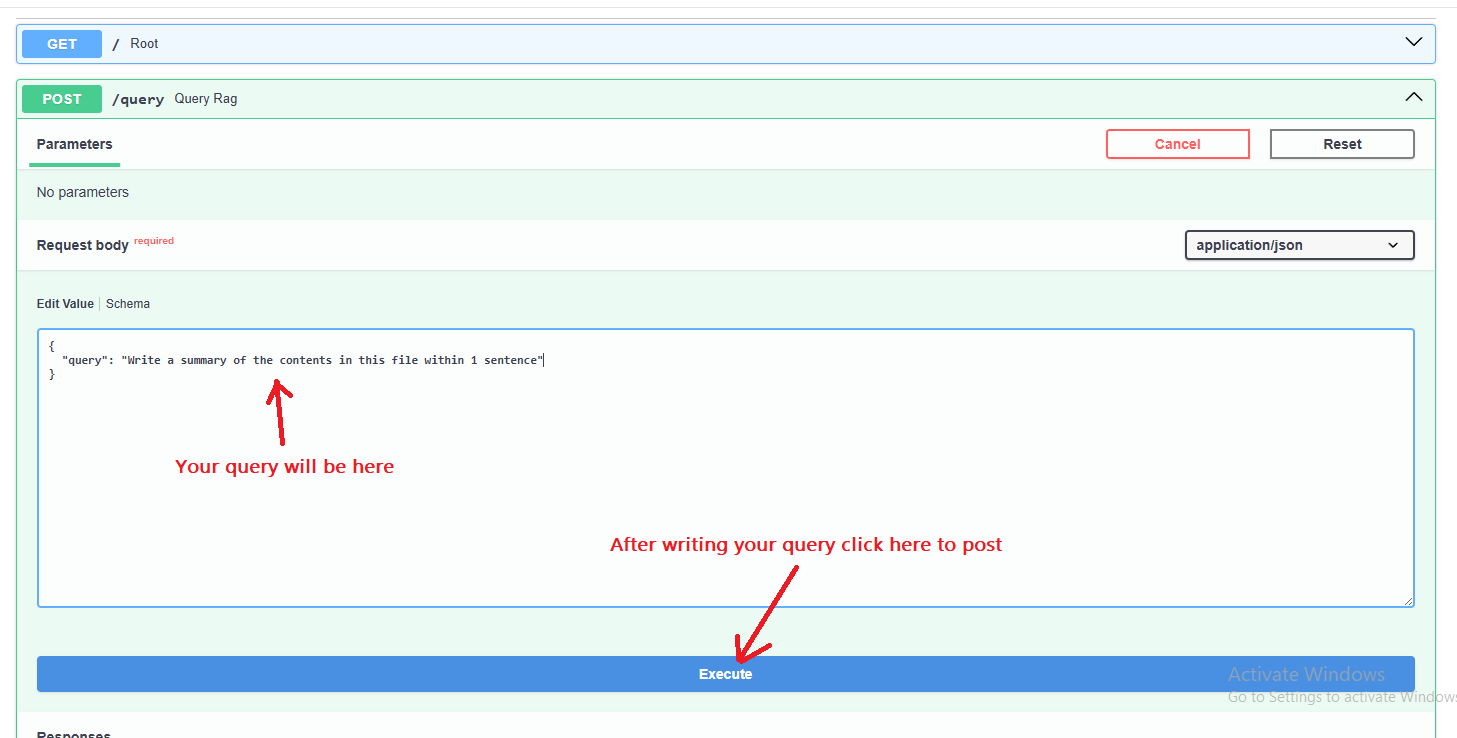 GET / Root
POST /query Query Rag
Parameters
Cancel
Reset
No parameters
Request body required
application/json
Edit Value
Schema
{
"query": "Write a summary of the contents in this file within 1 sentence"
}
Your query will be here
After writing your query click here to post
Execute
Activate Windows
Go to Settings to activate Windows
Responses